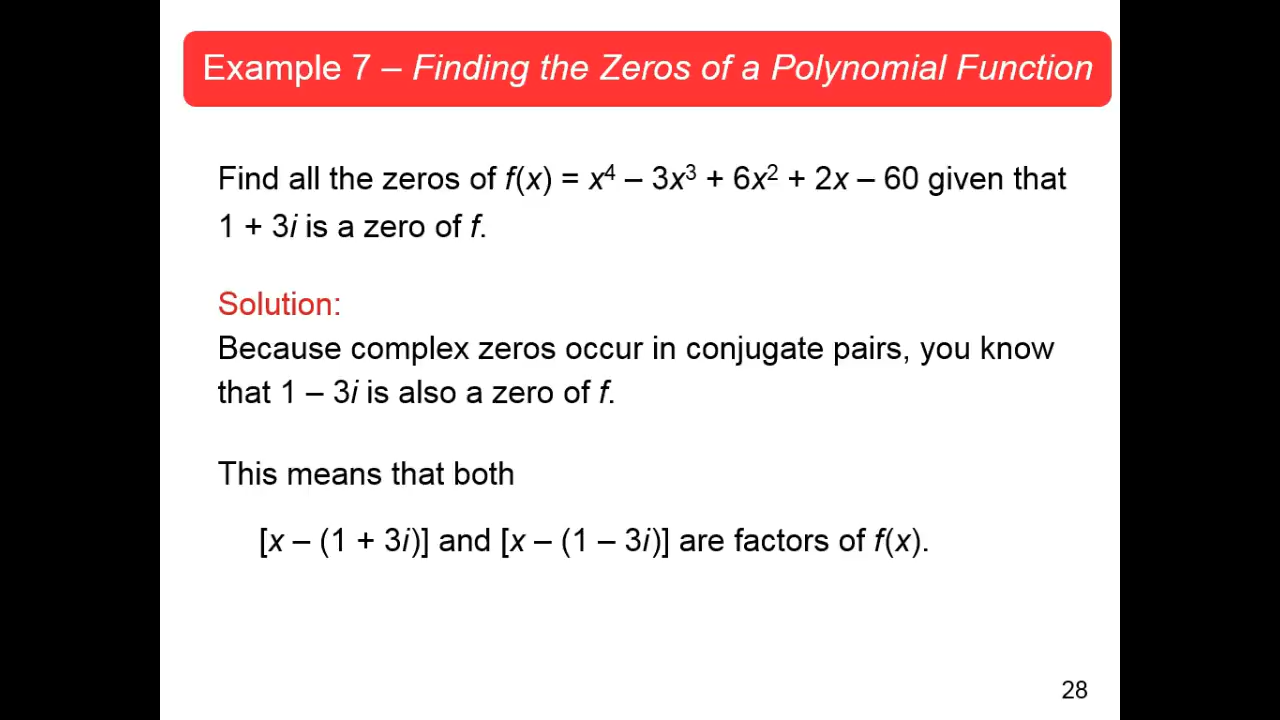 Example 7 – Finding the Zeros of a Polynomial Function
Find all the zeros of f(x) = x⁴ – 3x³ + 6x² + 2x – 60 given that
1 + 3i is a zero of f.
Solution:
Because complex zeros occur in conjugate pairs, you know
that 1 – 3i is also a zero of f.
This means that both
[x – (1 + 3i)] and [x – (1 – 3i)] are factors of f(x).
28